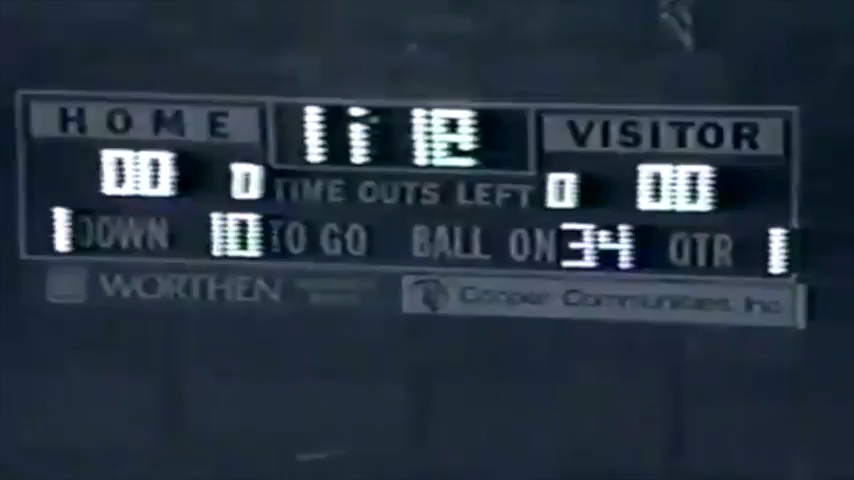 HOME 11:12 VISITOR
00 0 TIME OUTS LEFT 0 00
1 DOWN 10 TO GO BALL ON 34 QTR 1
WORTHEN Cooper Communities, Inc